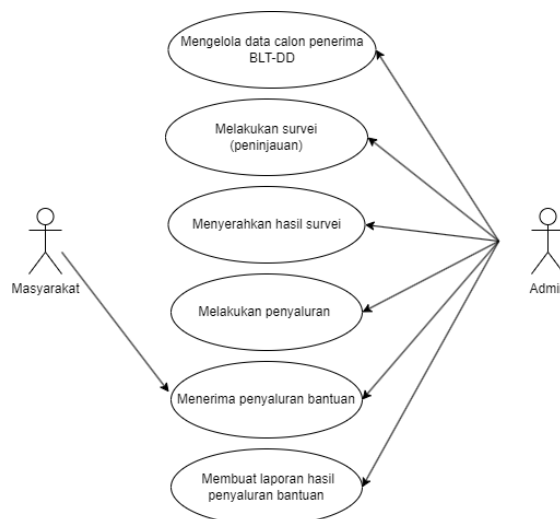 Mengelola data calon penerima
BLT-DD
Melakukan survei
(peninjauan)
Menyerahkan hasil survei
Masyarakat
Admin
Melakukan penyaluran
Menerima penyaluran bantuan
Membuat laporan hasil
penyaluran bantuan